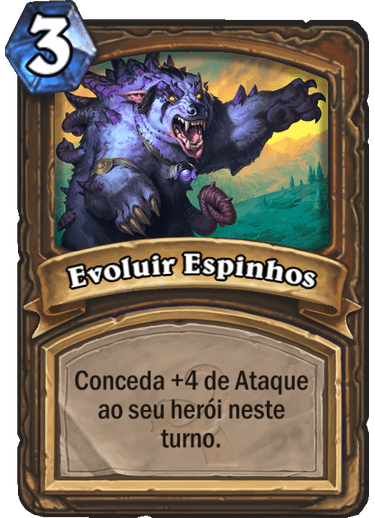 3
Evoluir Espinhos
Conceda +4 de Ataque
ao seu herói neste
turno.